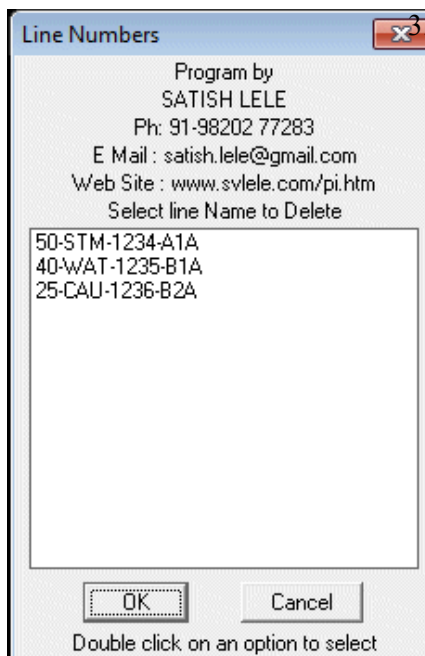 Line Numbers
3
Program by
SATISH LELE
Ph: 91-98202 77283
E Mail : satish.lele@gmail.com
Web Site : www.svlele.com/pi.htm
Select line Name to Delete
50-STM-1234-A1A
40-WAT-1235-B1A
25-CAU-1236-B2A
OK Cancel
Double click on an option to select